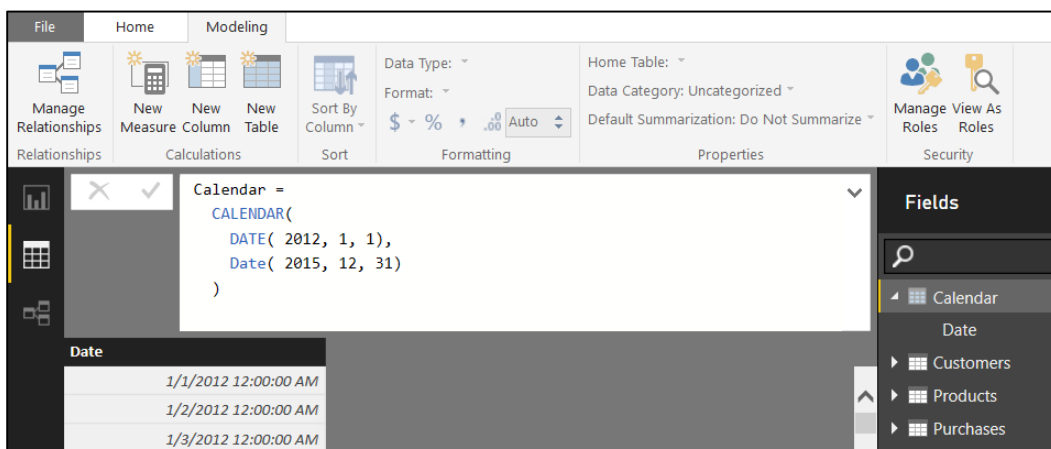 File Home Modeling
Data Type:
Home Table:
Format:
Data Category: Uncategorized
Manage Relationships
New Measure
New Column
New Table
Sort By Column
$ % , .00 Auto
Default Summarization: Do Not Summarize
Manage Roles
View As Roles
Relationships Calculations Sort Formatting Properties Security
Calendar =
CALENDAR(
DATE( 2012, 1, 1),
Date( 2015, 12, 31)
)
Fields
Calendar
Date
Customers
Products
Purchases
Date
1/1/2012 12:00:00 AM
1/2/2012 12:00:00 AM
1/3/2012 12:00:00 AM